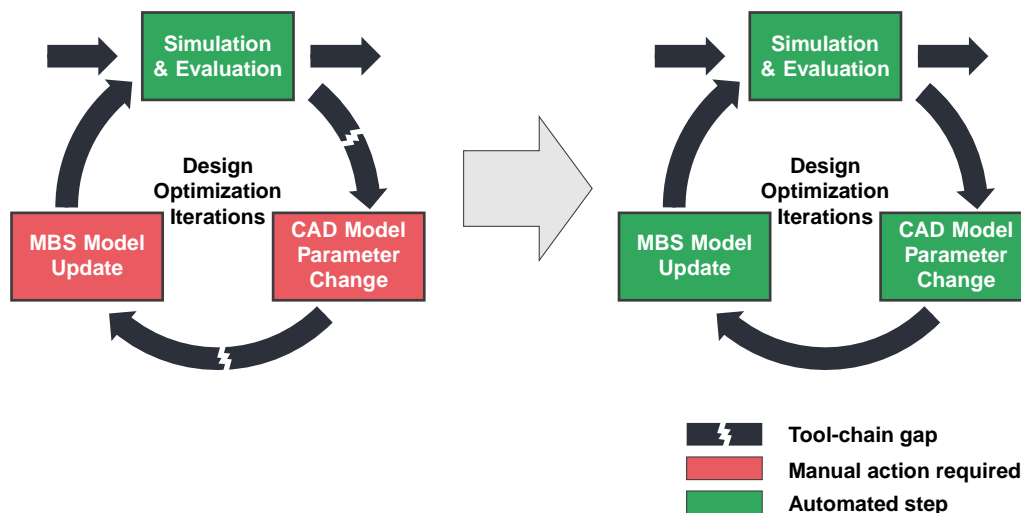 Simulation
& Evaluation
Design
Optimization
Iterations
MBS Model
Update
CAD Model
Parameter
Change
Simulation
& Evaluation
Design
Optimization
Iterations
MBS Model
Update
CAD Model
Parameter
Change
Tool-chain gap
Manual action required
Automated step